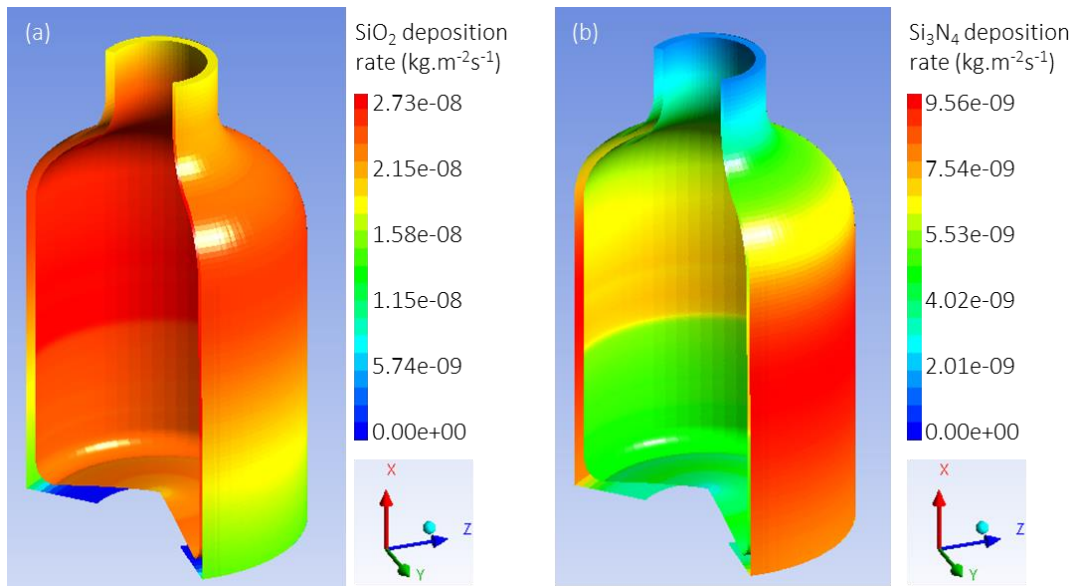 (a)
SiO₂ deposition
rate (kg.m⁻²s⁻¹)
2.73e-08
2.15e-08
1.58e-08
1.15e-08
5.74e-09
0.00e+00
X
Z
Y
(b)
Si₃N₄ deposition
rate (kg.m⁻²s⁻¹)
9.56e-09
7.54e-09
5.53e-09
4.02e-09
2.01e-09
0.00e+00
X
Z
Y